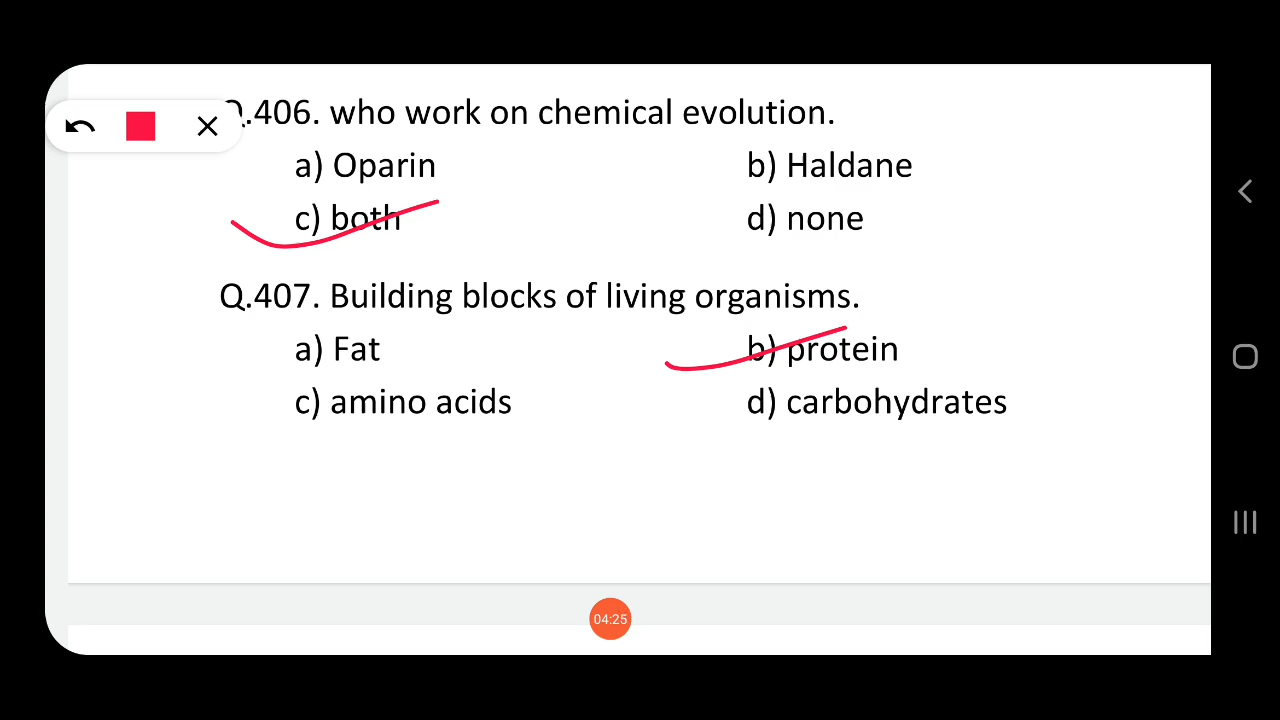 Q.406. who work on chemical evolution.
a) Oparin b) Haldane
c) both d) none
Q.407. Building blocks of living organisms.
a) Fat b) protein
c) amino acids d) carbohydrates
04:25